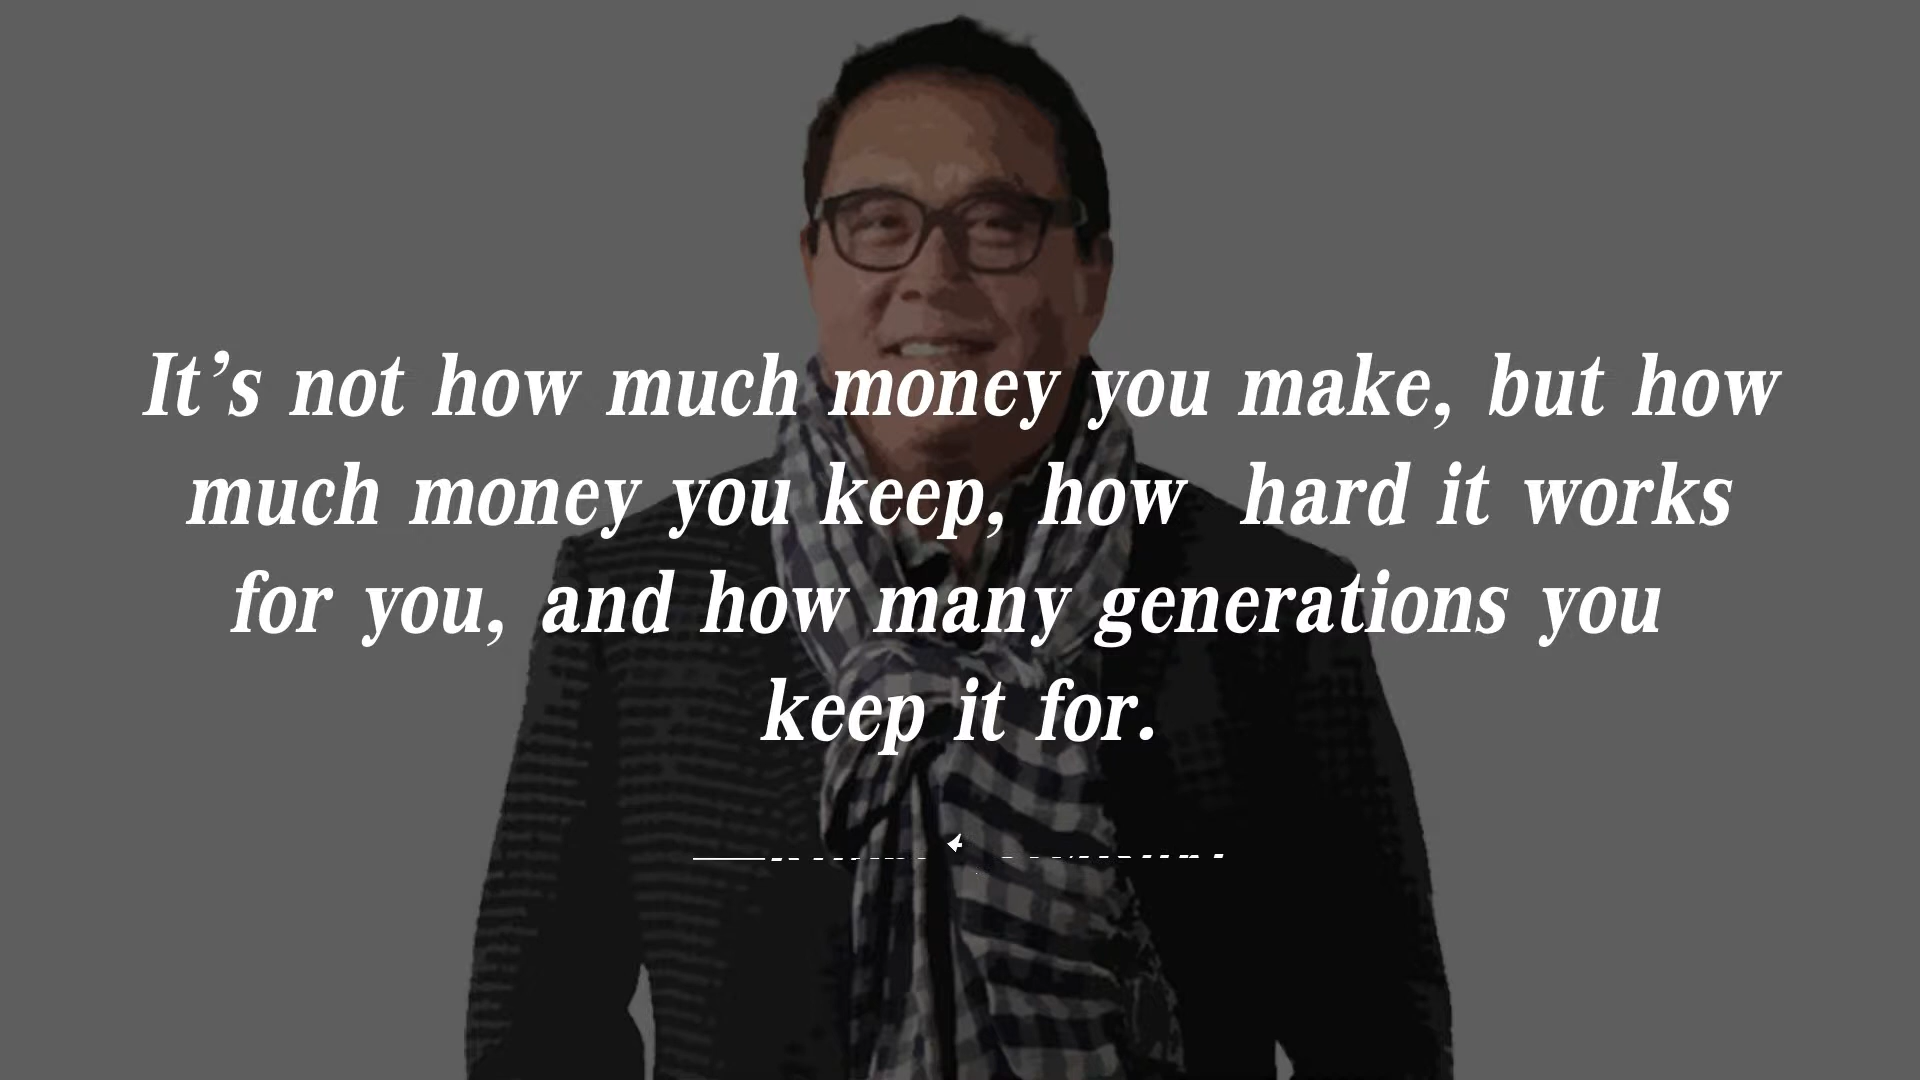 It’s not how much money you make, but how
much money you keep, how hard it works
for you, and how many generations you
keep it for.